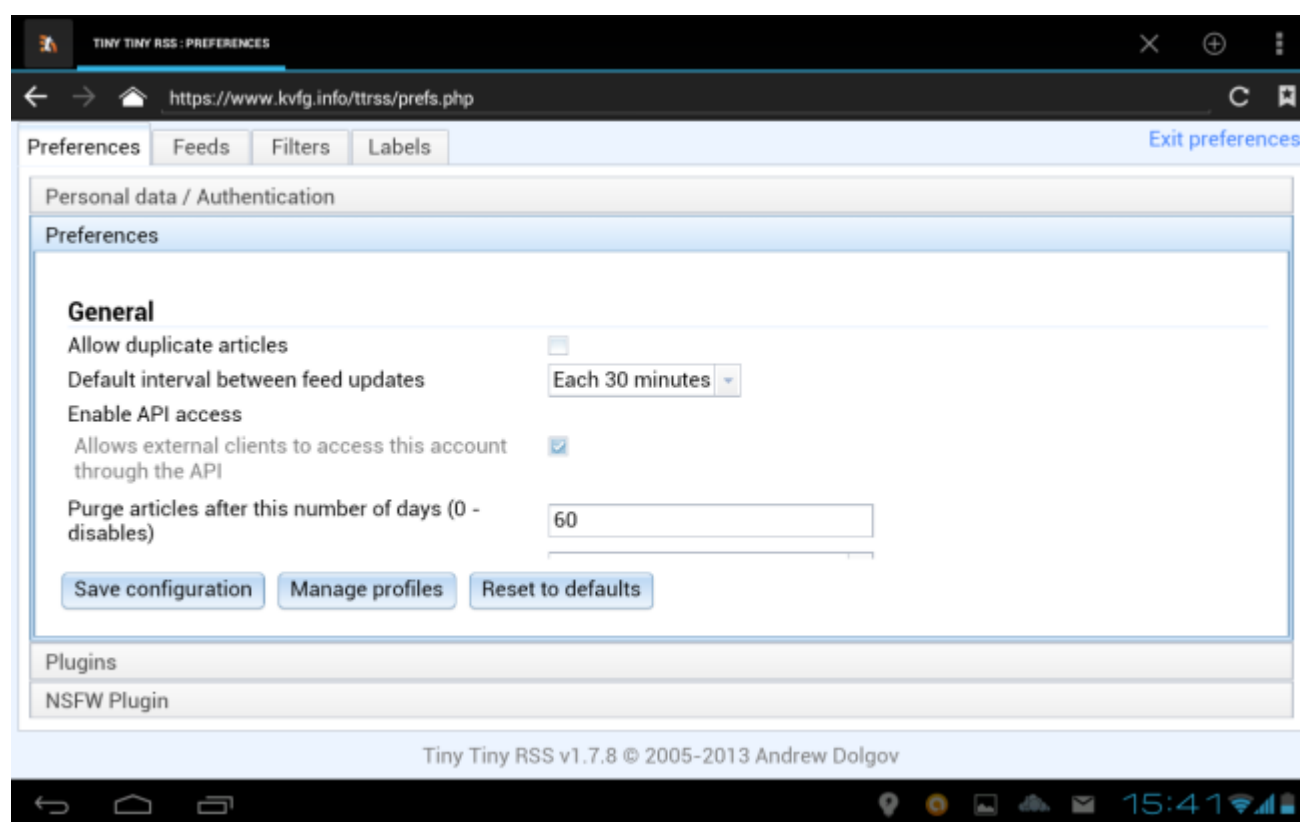 TINY TINY RSS : PREFERENCES
https://www.kvfg.info/ttrss/prefs.php
Preferences Feeds Filters Labels Exit preferences
Personal data / Authentication
Preferences
General
Allow duplicate articles
Default interval between feed updates Each 30 minutes
Enable API access
Allows external clients to access this account
through the API
Purge articles after this number of days (0 -
disables)
60
Save configuration Manage profiles Reset to defaults
Plugins
NSFW Plugin
Tiny Tiny RSS v1.7.8 © 2005-2013 Andrew Dolgov
15:41